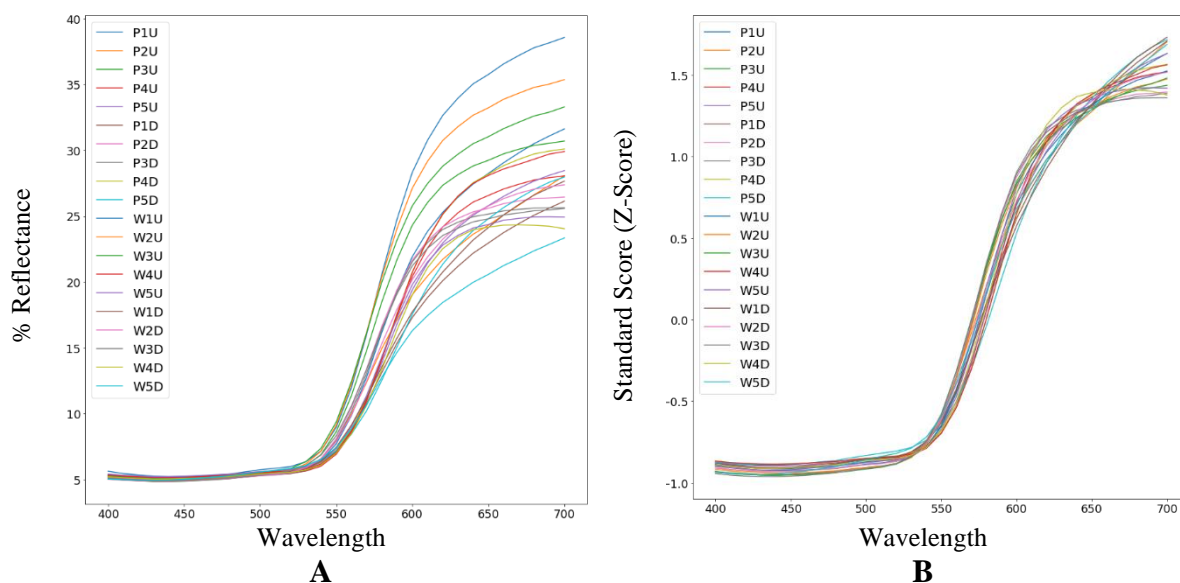 40
35
30
25
20
15
10
5
% Reflectance
P1U
P2U
P3U
P4U
P5U
P1D
P2D
P3D
P4D
P5D
W1U
W2U
W3U
W4U
W5U
W1D
W2D
W3D
W4D
W5D
400 450 500 550 600 650 700
Wavelength
A
1.5
1.0
0.5
0.0
-0.5
-1.0
Standard Score (Z-Score)
P1U
P2U
P3U
P4U
P5U
P1D
P2D
P3D
P4D
P5D
W1U
W2U
W3U
W4U
W5U
W1D
W2D
W3D
W4D
W5D
400 450 500 550 600 650 700
Wavelength
B